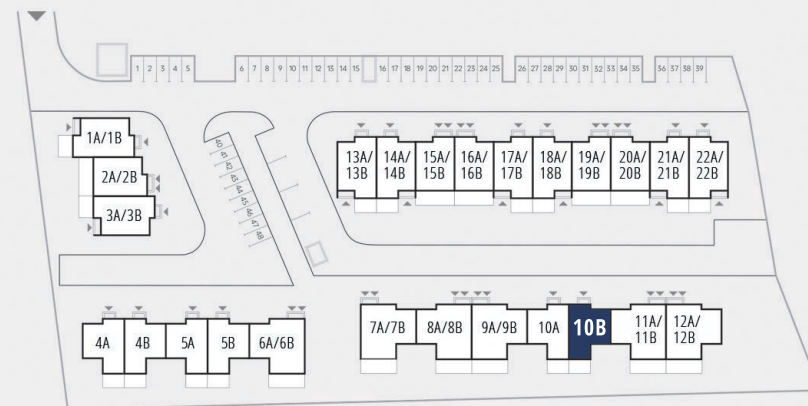 1 2 3 4 5
6 7 8 9 10 11 12 13 14 15
16 17 18 19 20 21 22 23 24 25
26 27 28 29 30 31 32 33 34 35
36 37 38 39
40
41
42
43
44
45
46
47
48
1A/1B
2A/2B
3A/3B
13A/
13B
14A/
14B
15A/
15B
16A/
16B
17A/
17B
18A/
18B
19A/
19B
20A/
20B
21A/
21B
22A/
22B
4A
4B
5A
5B
6A/6B
7A/7B
8A/8B
9A/9B
10A
10B
11A/
11B
12A/
12B